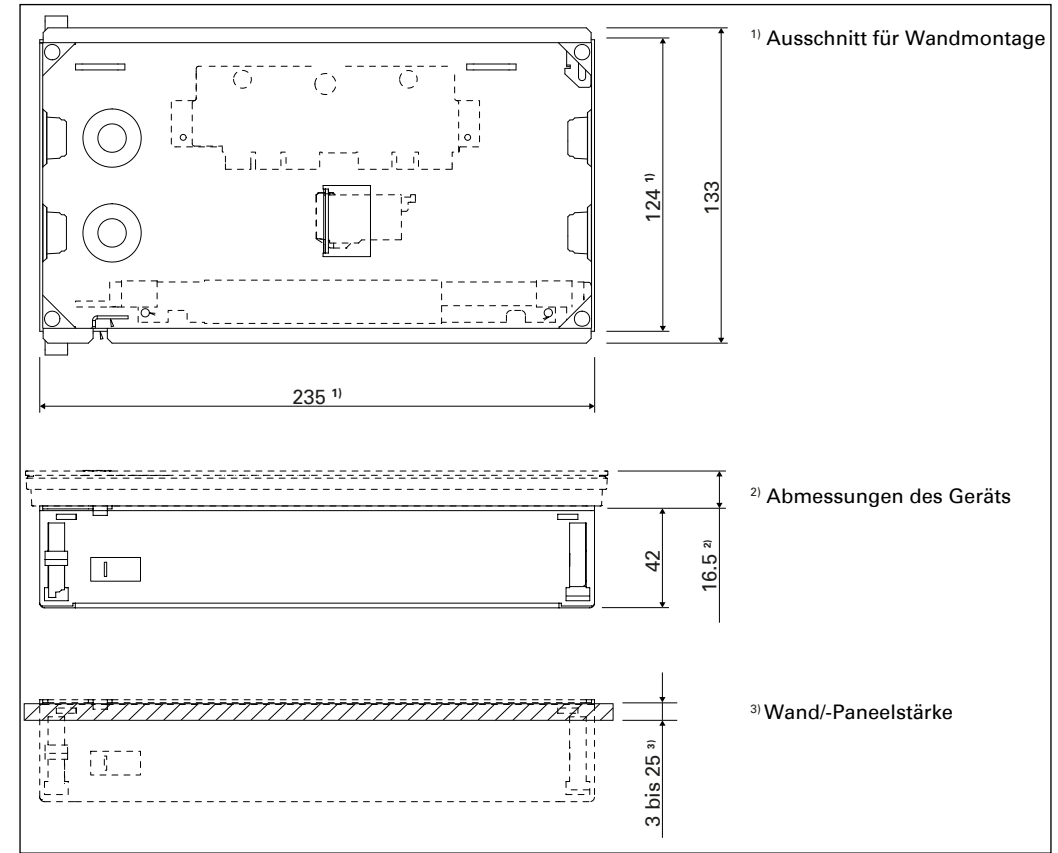 1) Ausschnitt für Wandmontage
124 1)
133
235 1)
2) Abmessungen des Geräts
42
16.5 2)
3) Wand/-Paneelstärke
3 bis 25 3)